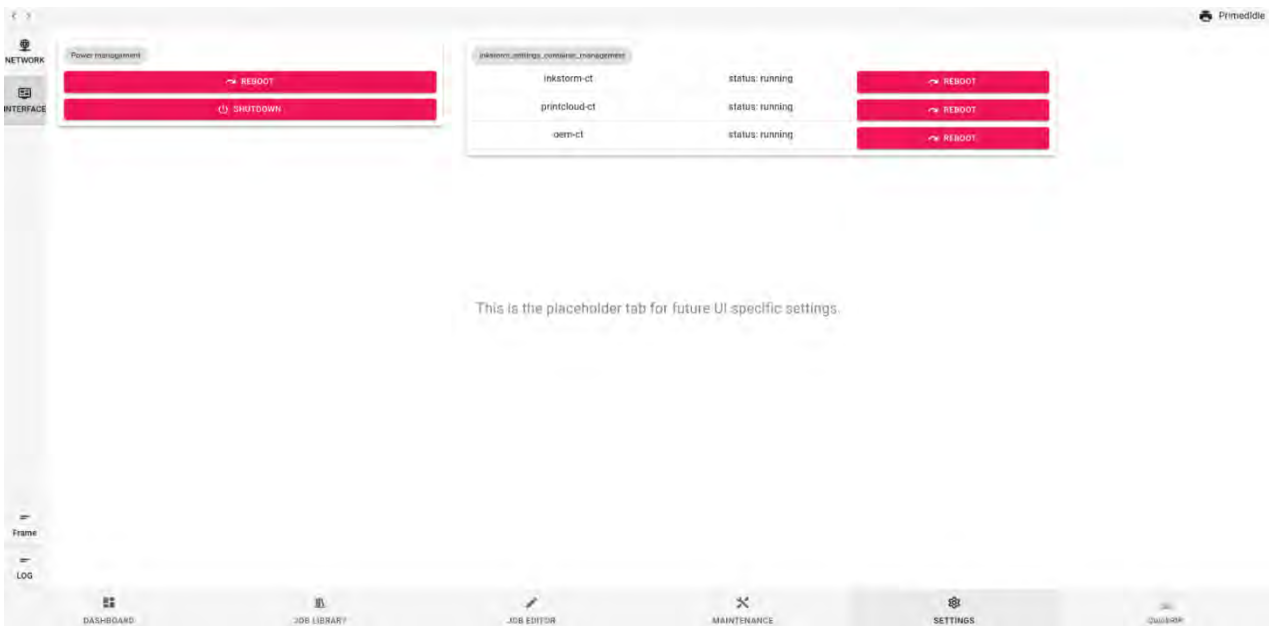 PrimedIdle
NETWORK
INTERFACE
Power management
REBOOT
SHUTDOWN
inkstorm_settings_container_management
inkstorm-ct status: running REBOOT
printcloud-ct status: running REBOOT
oem-ct status: running REBOOT
This is the placeholder tab for future UI specific settings.
Frame
LOG
DASHBOARD JOB LIBRARY JOB EDITOR MAINTENANCE SETTINGS